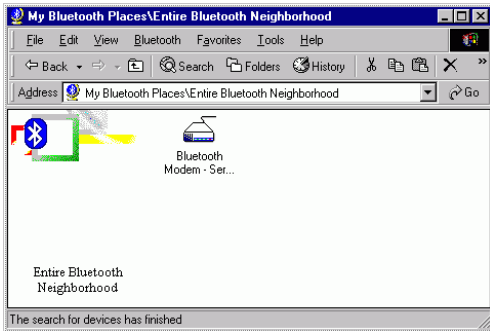 My Bluetooth Places\Entire Bluetooth Neighborhood
File Edit View Bluetooth Favorites Tools Help
Back Search Folders History »
Address My Bluetooth Places\Entire Bluetooth Neighborhood Go
Bluetooth
Modem - Ser...
Entire Bluetooth
Neighborhood
The search for devices has finished